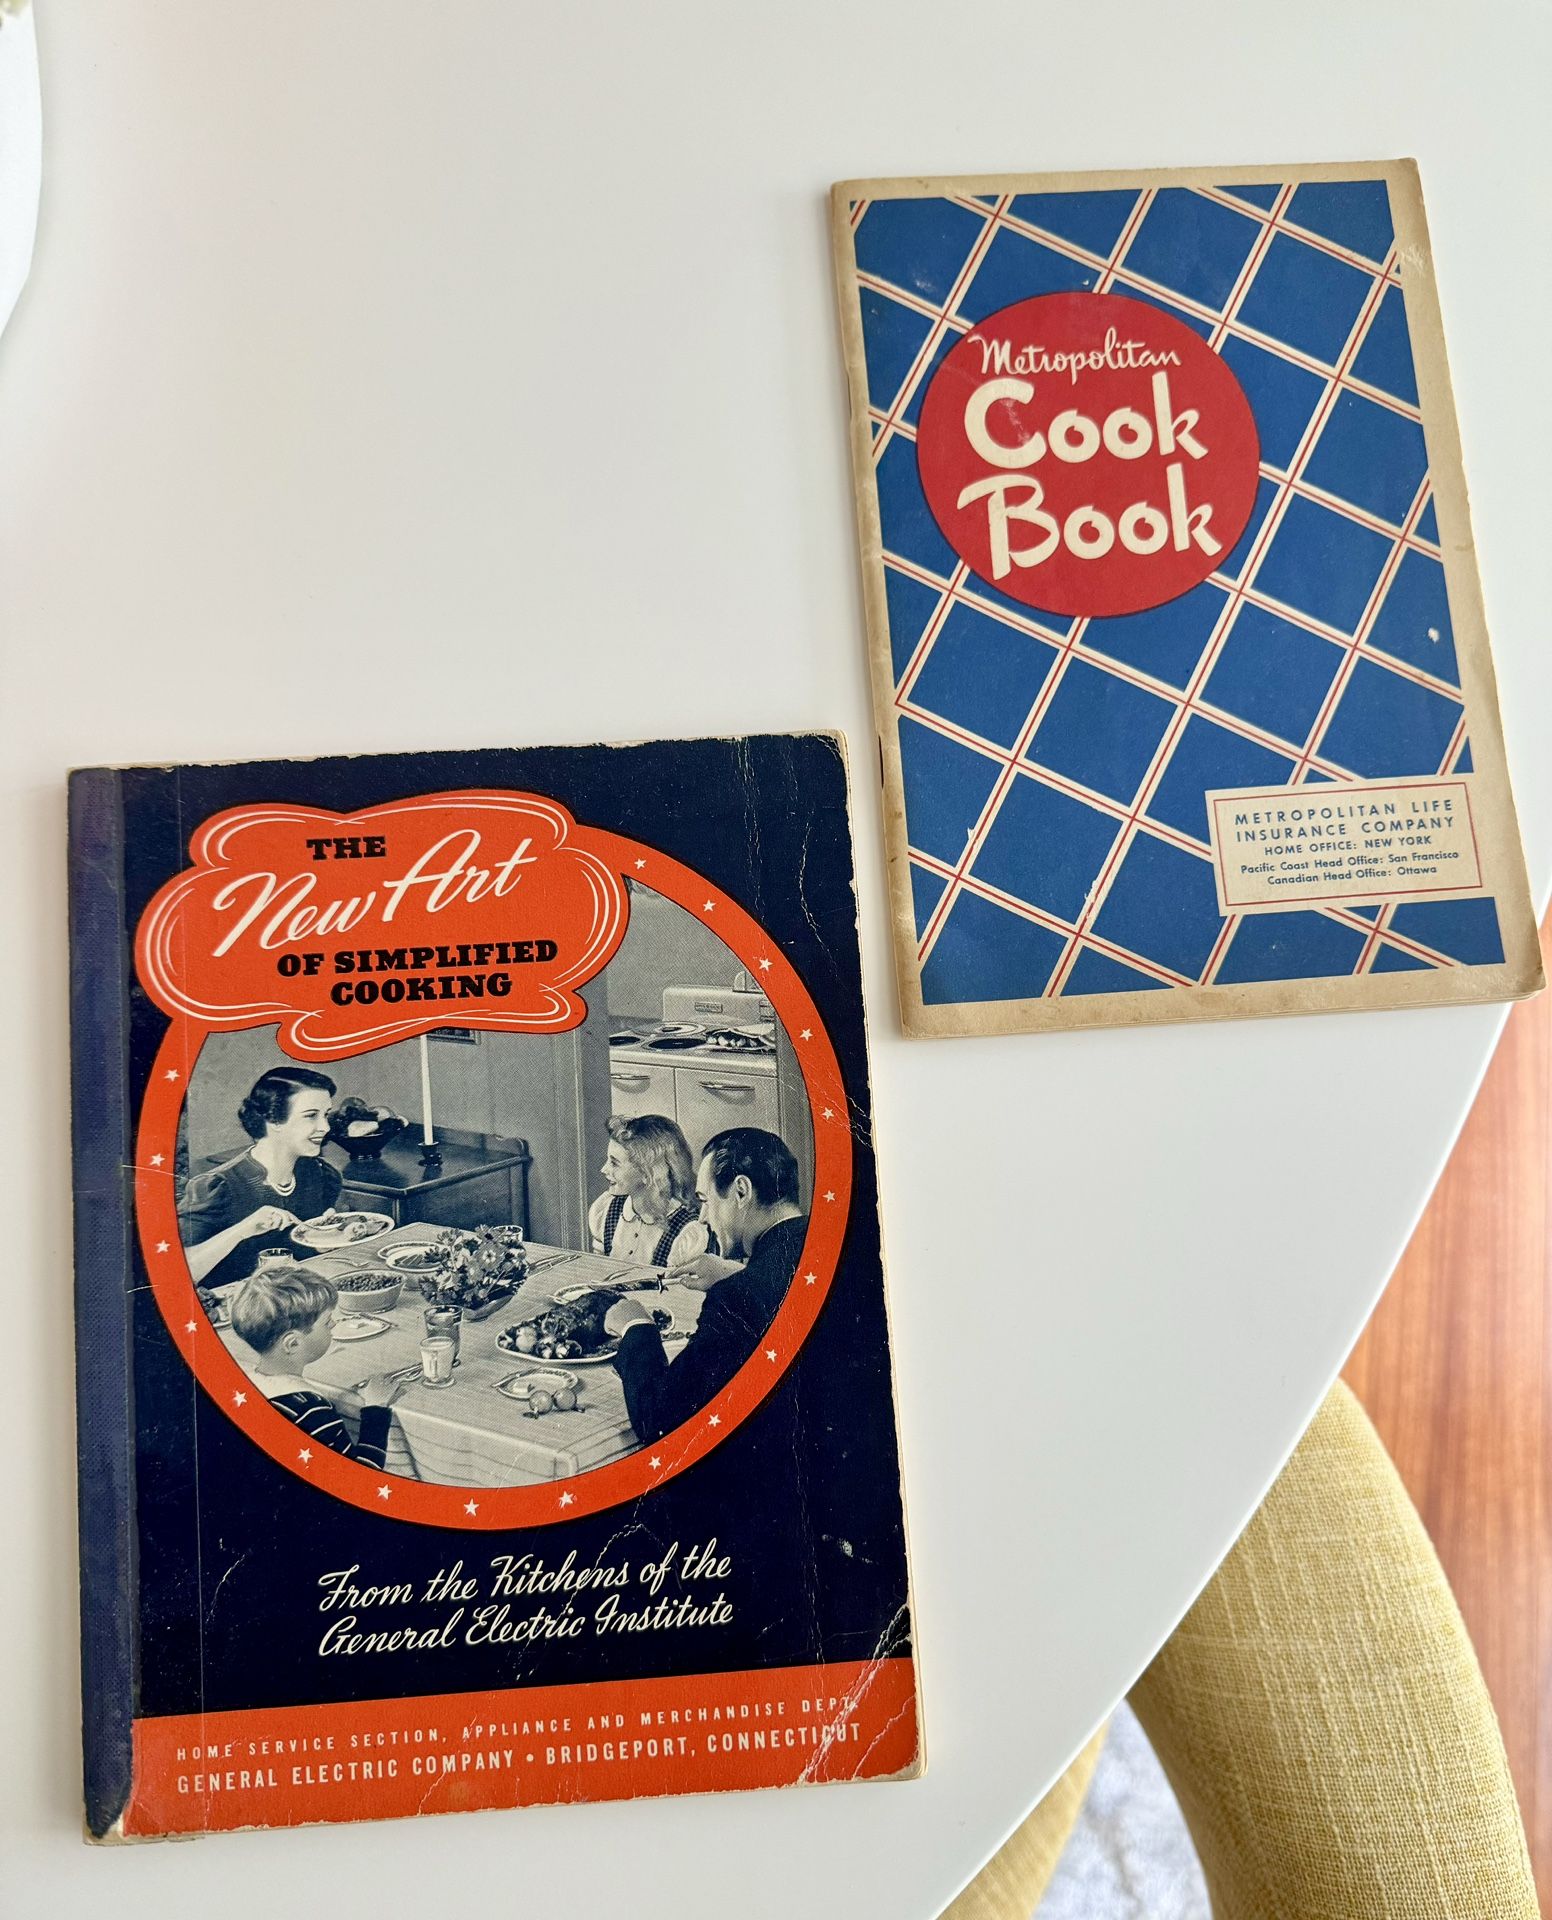 Metropolitan
Cook
Book
METROPOLITAN LIFE
INSURANCE COMPANY
HOME OFFICE: NEW YORK
Pacific Coast Head Office: San Francisco
Canadian Head Office: Ottawa
THE
New Art
OF SIMPLIFIED
COOKING
From the Kitchens of the
General Electric Institute
HOME SERVICE SECTION, APPLIANCE AND MERCHANDISE DEPT.
GENERAL ELECTRIC COMPANY • BRIDGEPORT, CONNECTICUT